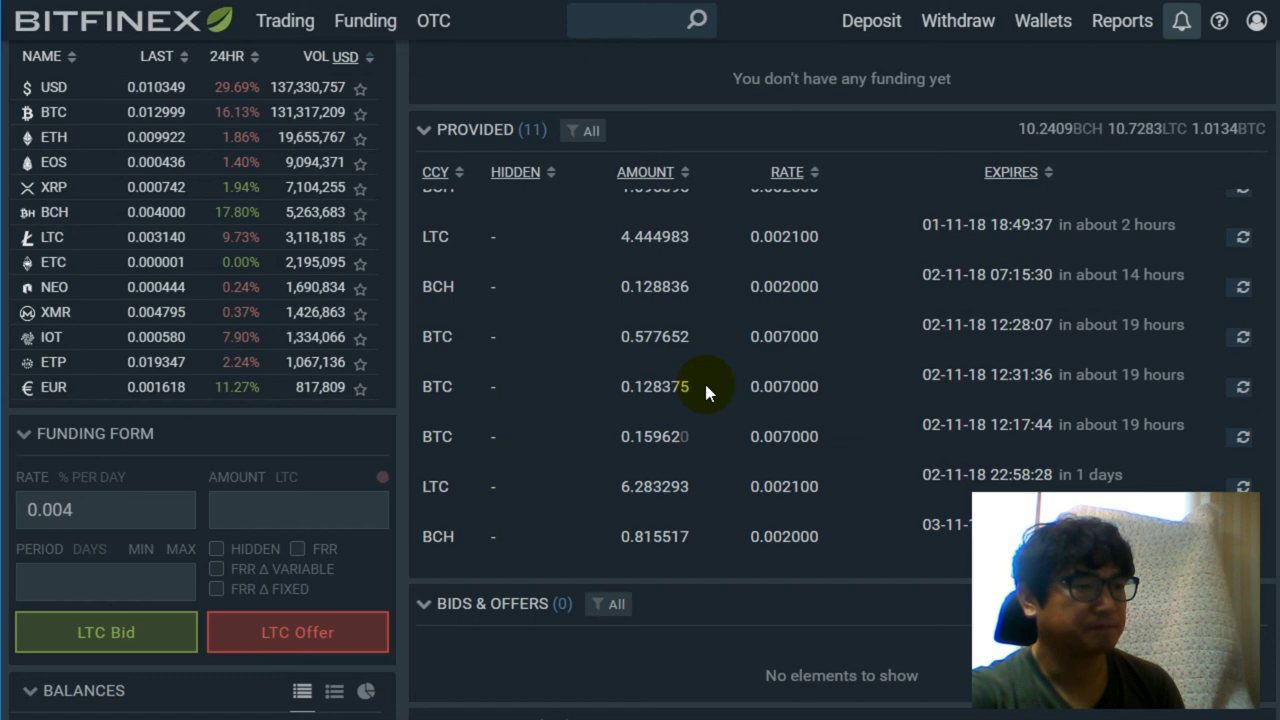 BITFINEX Trading Funding OTC Deposit Withdraw Wallets Reports
NAME LAST 24HR VOL USD
USD 0.010349 29.69% 137,330,757
BTC 0.012999 16.13% 131,317,209
ETH 0.009922 1.86% 19,655,767
EOS 0.000436 1.40% 9,094,371
XRP 0.000742 1.94% 7,104,255
BCH 0.004000 17.80% 5,263,683
LTC 0.003140 9.73% 3,118,185
ETC 0.000001 0.00% 2,195,095
NEO 0.000444 0.24% 1,690,834
XMR 0.004795 0.37% 1,426,863
IOT 0.000580 7.90% 1,334,066
ETP 0.019347 2.24% 1,067,136
EUR 0.001618 11.27% 817,809
FUNDING FORM
RATE % PER DAY AMOUNT LTC
0.004
PERIOD DAYS MIN MAX HIDDEN FRR
FRR Δ VARIABLE
FRR Δ FIXED
LTC Bid LTC Offer
BALANCES
You don't have any funding yet
PROVIDED (11) All 10.2409BCH 10.7283LTC 1.0134BTC
CCY HIDDEN AMOUNT RATE EXPIRES
LTC - 4.444983 0.002100 01-11-18 18:49:37 in about 2 hours
BCH - 0.128836 0.002000 02-11-18 07:15:30 in about 14 hours
BTC - 0.577652 0.007000 02-11-18 12:28:07 in about 19 hours
BTC - 0.128375 0.007000 02-11-18 12:31:36 in about 19 hours
BTC - 0.159620 0.007000 02-11-18 12:17:44 in about 19 hours
LTC - 6.283293 0.002100 02-11-18 22:58:28 in 1 days
BCH - 0.815517 0.002000 03-11-1
BIDS & OFFERS (0) All
No elements to show